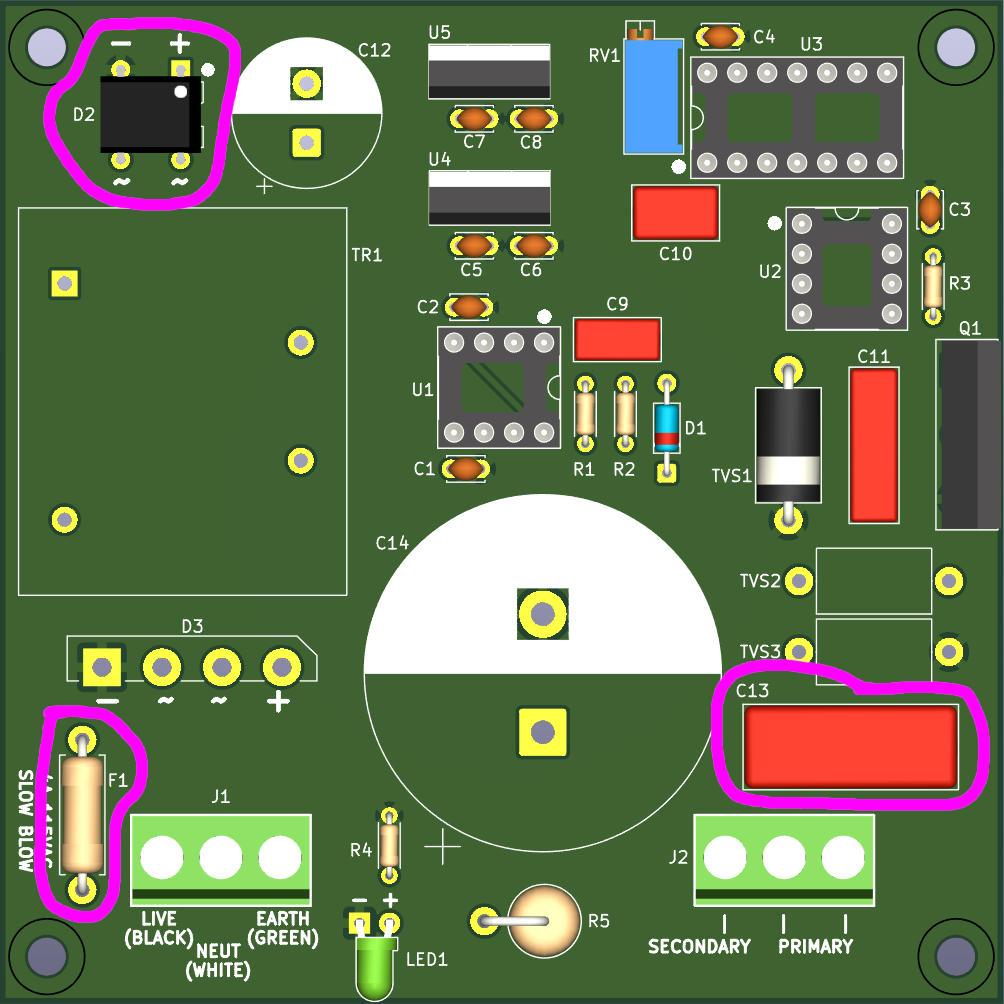 − +
D2
~ ~
C12
+
U5
C7 C8
U4
C5 C6
RV1
C4
U3
C10
C3
U2
R3
TR1
C2
C9
U1
R1 R2
D1
C1
Q1
C11
TVS1
C14
TVS2
TVS3
C13
D3
− ~ ~ +
F1
SLOW BLOW
J1
LIVE
(BLACK)
NEUT
(WHITE)
EARTH
(GREEN)
R4
+
− +
LED1
R5
J2
SECONDARY PRIMARY